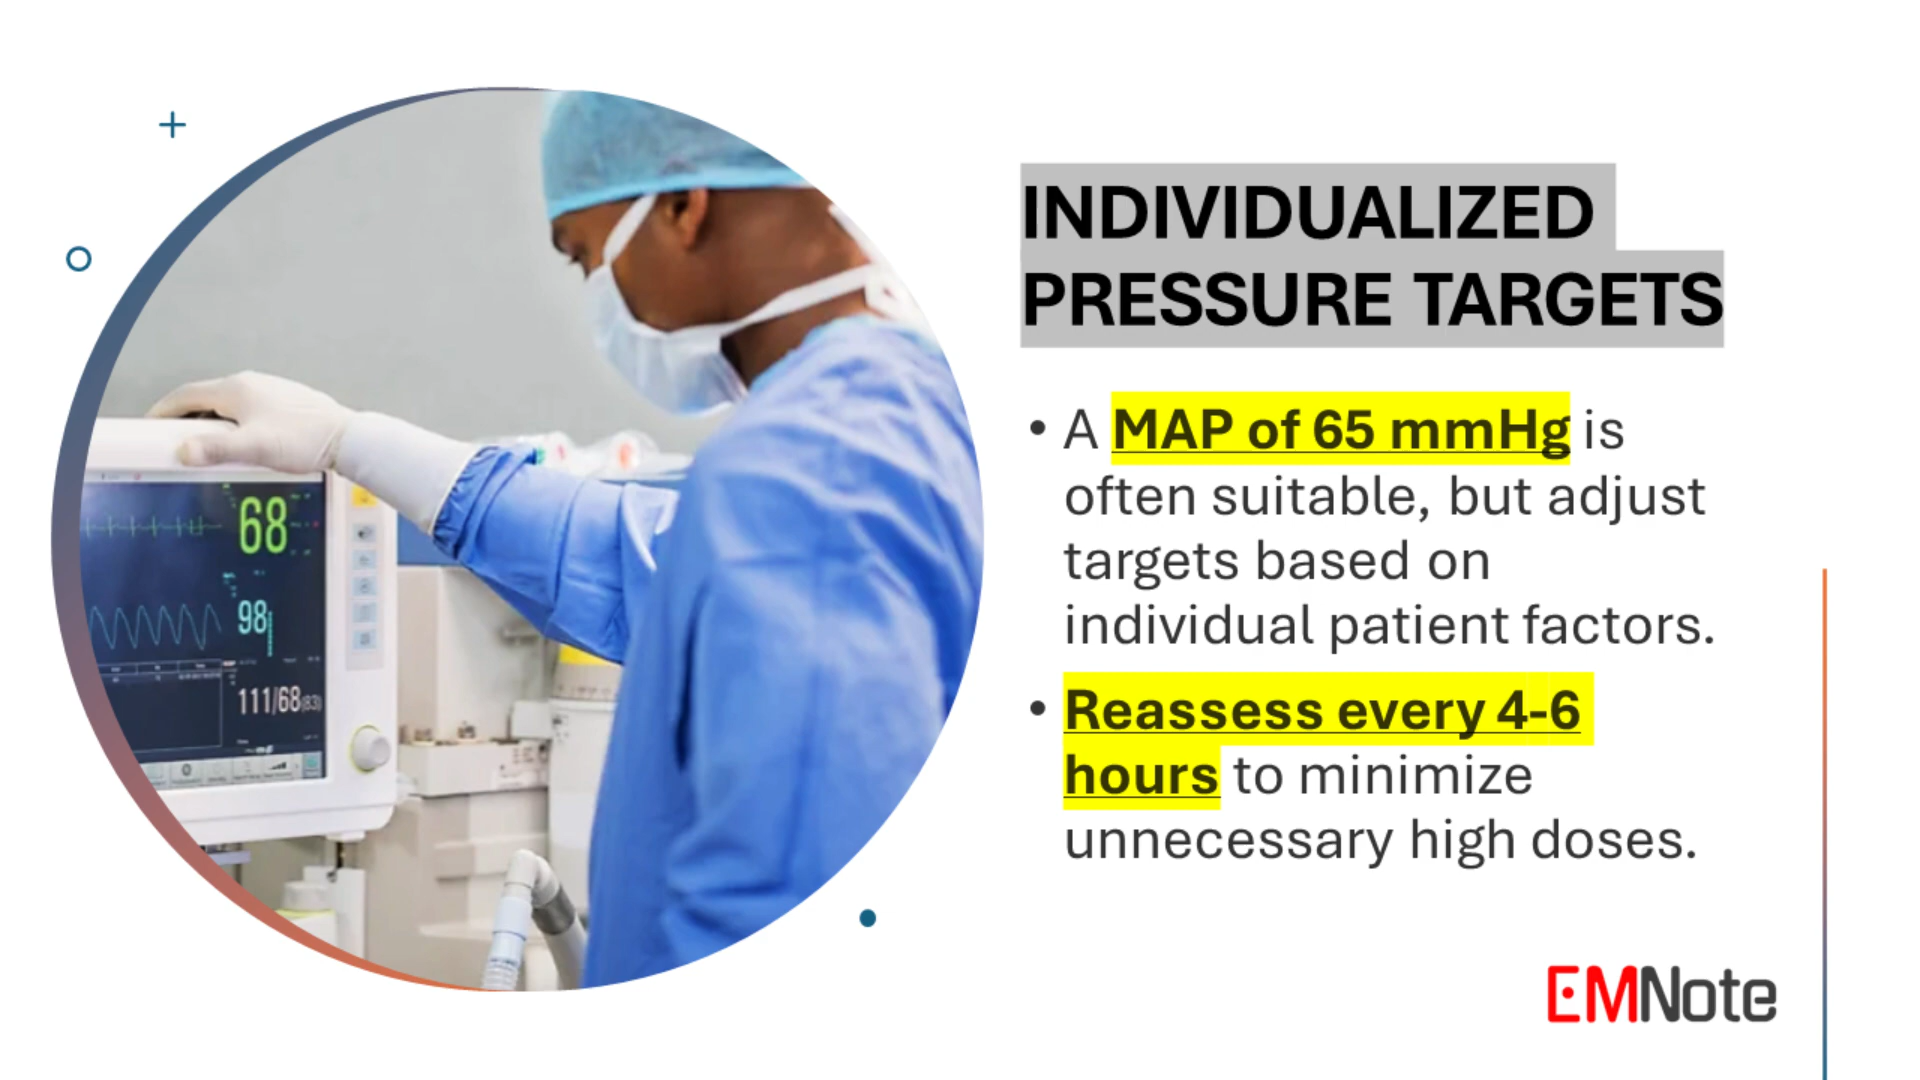 INDIVIDUALIZED
PRESSURE TARGETS
• A MAP of 65 mmHg is
often suitable, but adjust
targets based on
individual patient factors.
• Reassess every 4-6
hours to minimize
unnecessary high doses.
68
98
111/68(83)
EMNote